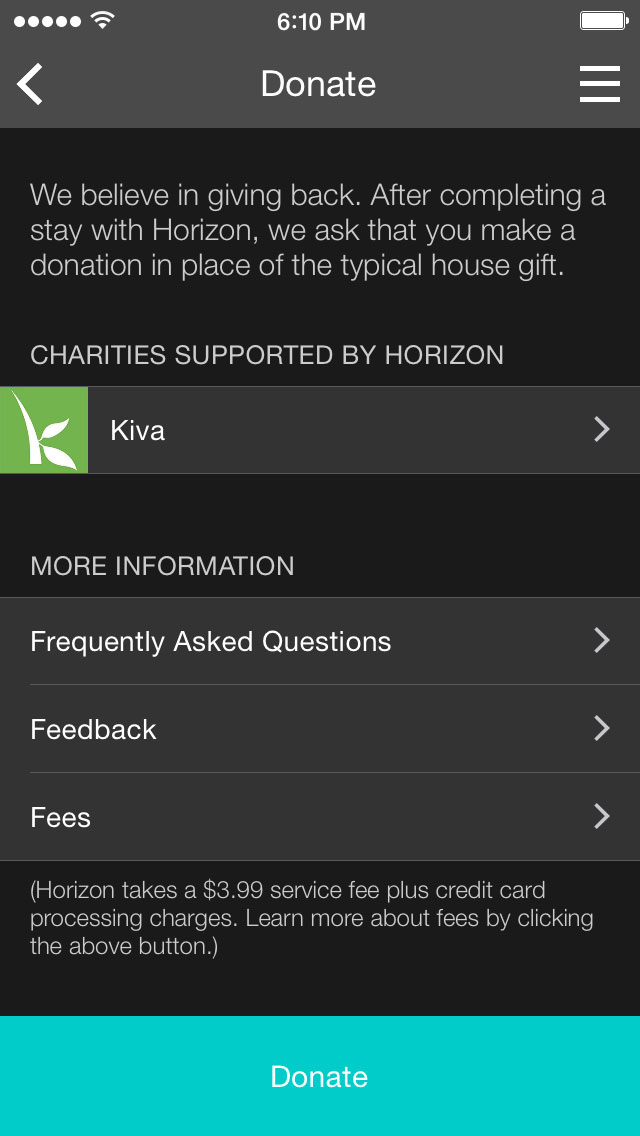 6:10 PM
Donate
We believe in giving back. After completing a
stay with Horizon, we ask that you make a
donation in place of the typical house gift.
CHARITIES SUPPORTED BY HORIZON
Kiva
MORE INFORMATION
Frequently Asked Questions
Feedback
Fees
(Horizon takes a $3.99 service fee plus credit card
processing charges. Learn more about fees by clicking
the above button.)
Donate